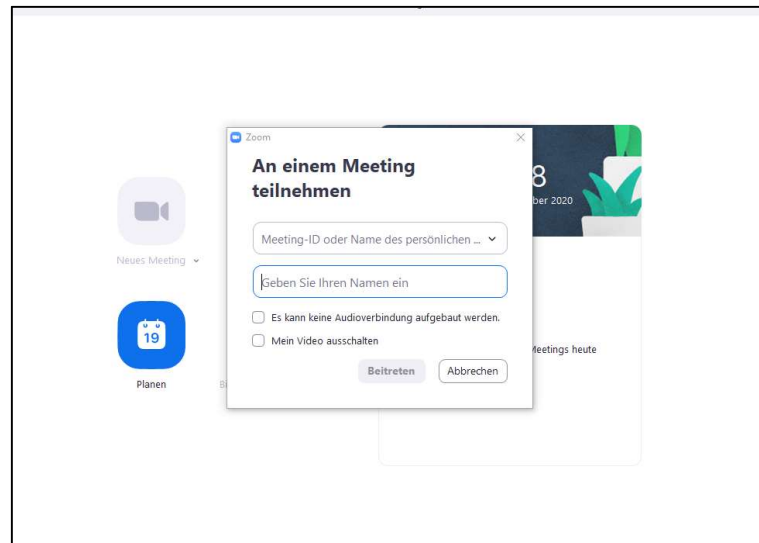 Zoom
An einem Meeting
teilnehmen
Meeting-ID oder Name des persönlichen ...
Geben Sie Ihren Namen ein
Es kann keine Audioverbindung aufgebaut werden.
Mein Video ausschalten
Beitreten
Abbrechen
8
ber 2020
Neues Meeting
19
Planen
Meetings heute